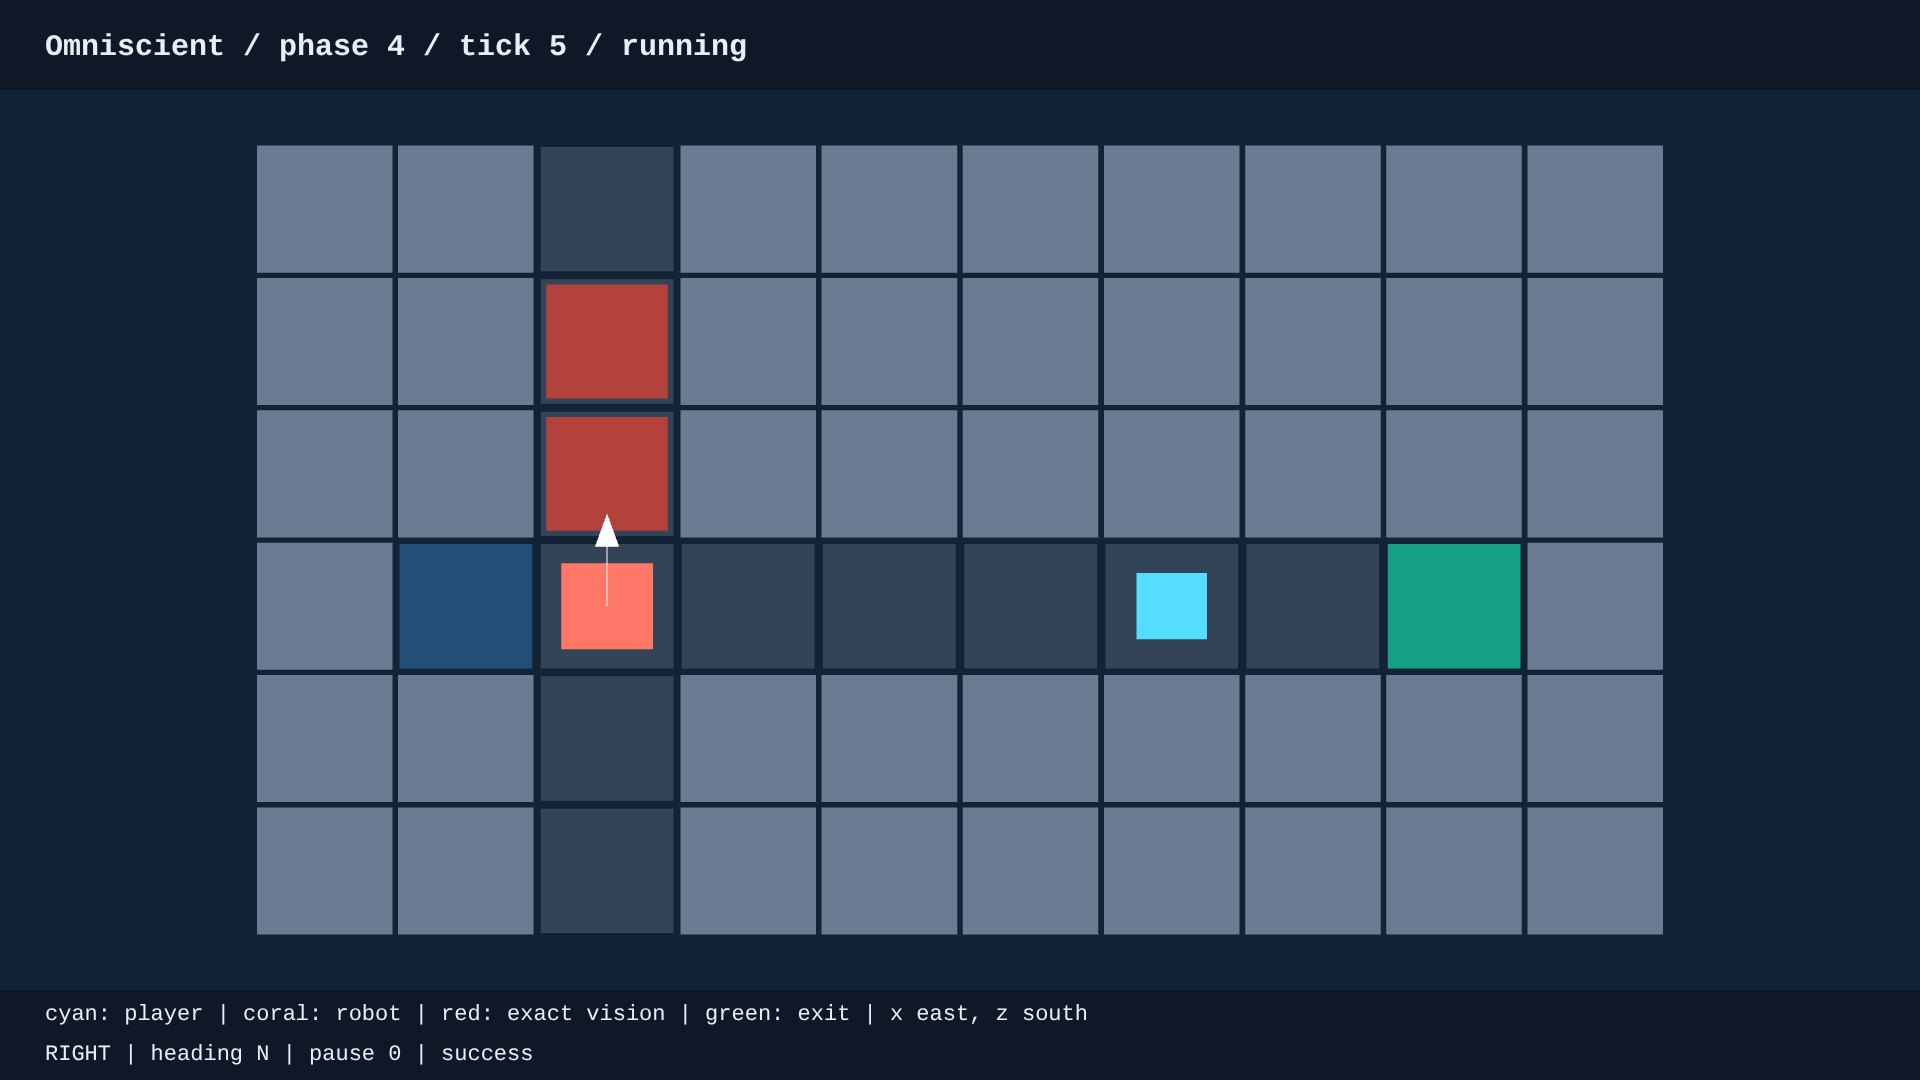 Omniscient / phase 4 / tick 5 / running
cyan: player | coral: robot | red: exact vision | green: exit | x east, z south
RIGHT | heading N | pause 0 | success